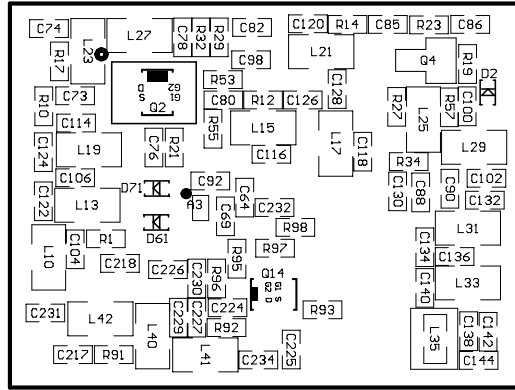 C74 L27 C78 R32 R29 C82 C120 R14 C85 R23 C86
R17 L23 C98 L21 Q4 R19 D2
R53 C128
R10 C73 Q2 G2 G1 D S C80 R12 C126 R27 L25 R57 C100
C114 R55 L15
C124 L19 C76 R21 C116 L17 C118 L29
R34
C106 D71 C92 C130 C88 C90 C102
C122 L13 A3 C64 C232 C132
D61 C69 R98 L31
L10 C104 R1 R97 C134 C136
C218 C226 R95 Q14
C230 R96 G2 G1 D S C140 L33
C231 L42 C229 C227 C224 R93
L40 R92 L35 C138 C142
C217 R91 L41 C234 C225 C144